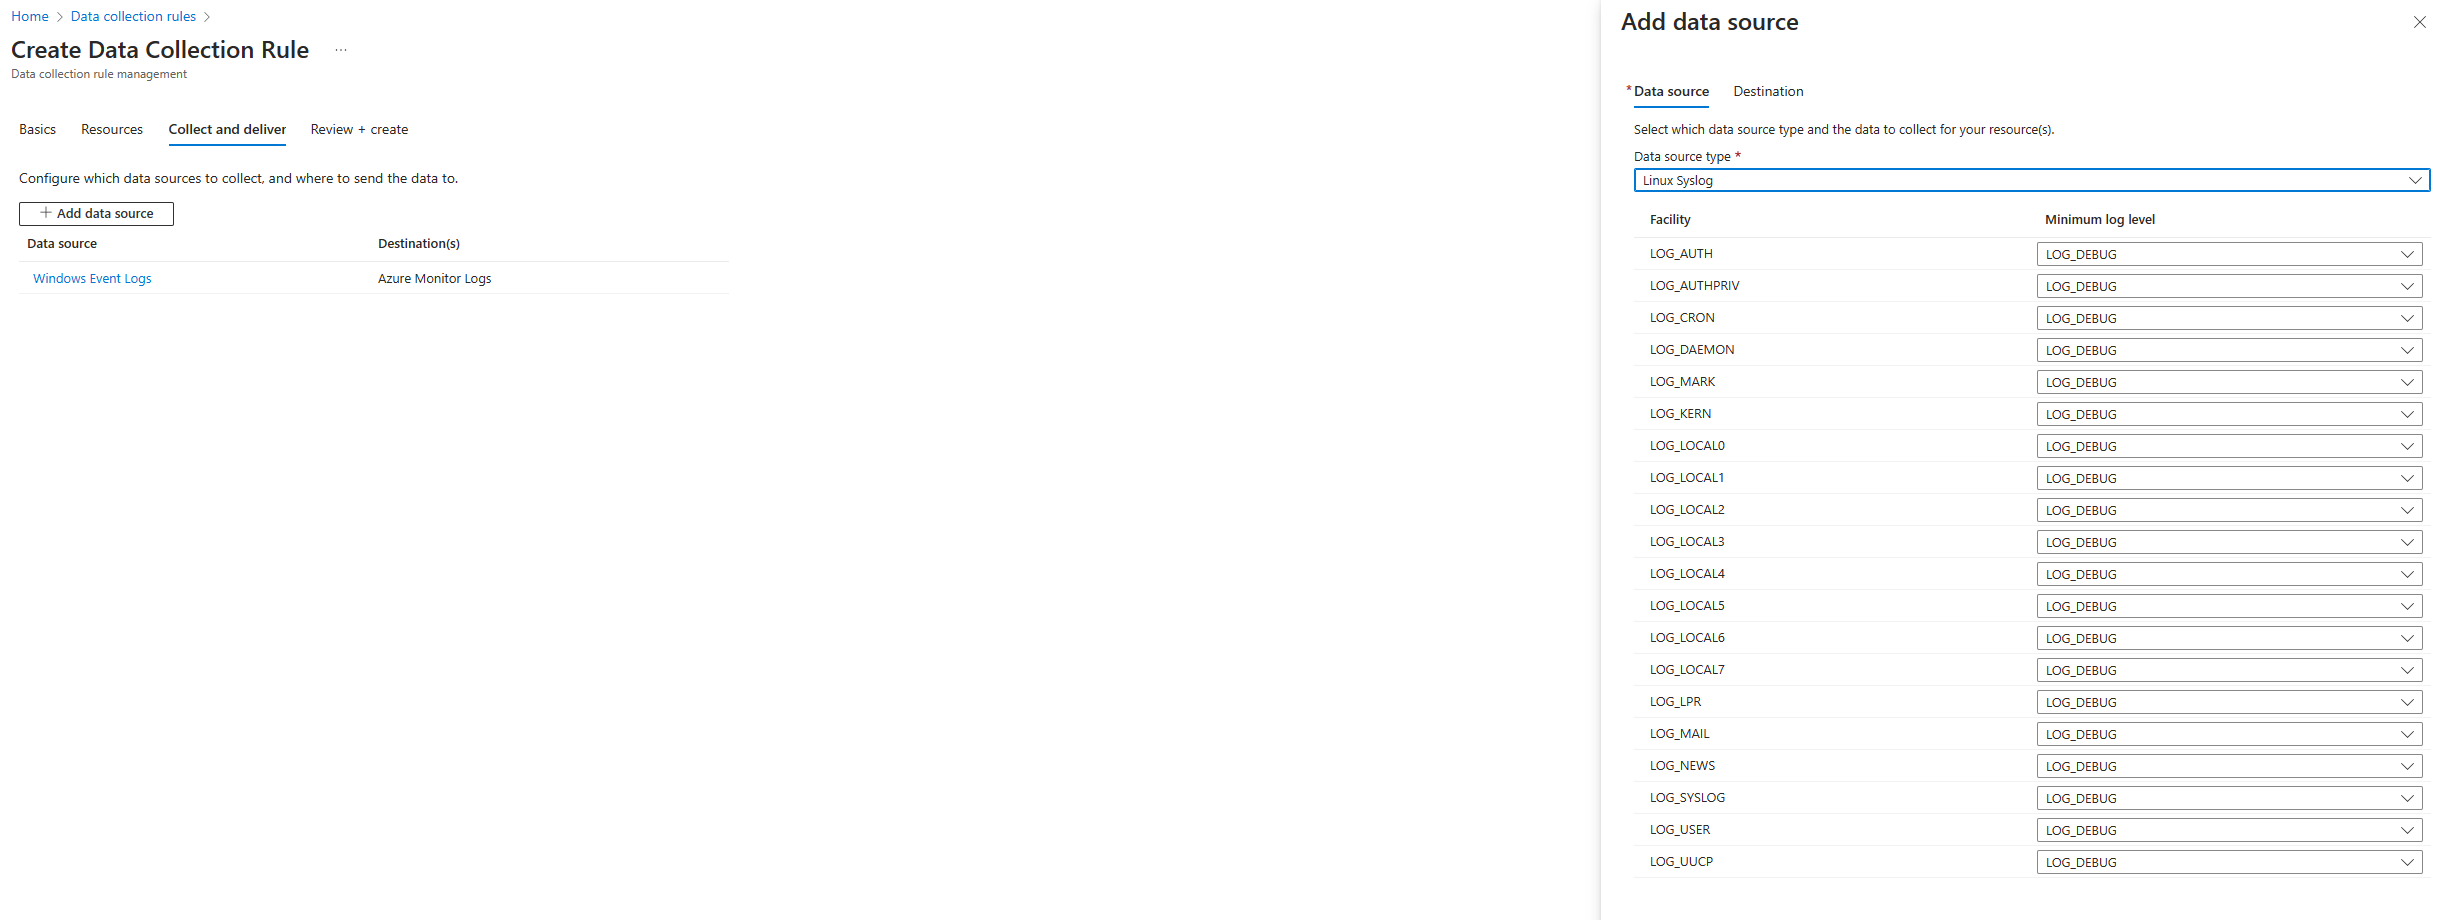 Home > Data collection rules >
Create Data Collection Rule ...
Data collection rule management
Basics Resources Collect and deliver Review + create
Configure which data sources to collect, and where to send the data to.
+ Add data source
Data source Destination(s)
Windows Event Logs Azure Monitor Logs
Add data source
* Data source Destination
Select which data source type and the data to collect for your resource(s).
Data source type *
Linux Syslog
Facility Minimum log level
LOG_AUTH LOG_DEBUG
LOG_AUTHPRIV LOG_DEBUG
LOG_CRON LOG_DEBUG
LOG_DAEMON LOG_DEBUG
LOG_MARK LOG_DEBUG
LOG_KERN LOG_DEBUG
LOG_LOCAL0 LOG_DEBUG
LOG_LOCAL1 LOG_DEBUG
LOG_LOCAL2 LOG_DEBUG
LOG_LOCAL3 LOG_DEBUG
LOG_LOCAL4 LOG_DEBUG
LOG_LOCAL5 LOG_DEBUG
LOG_LOCAL6 LOG_DEBUG
LOG_LOCAL7 LOG_DEBUG
LOG_LPR LOG_DEBUG
LOG_MAIL LOG_DEBUG
LOG_NEWS LOG_DEBUG
LOG_SYSLOG LOG_DEBUG
LOG_USER LOG_DEBUG
LOG_UUCP LOG_DEBUG